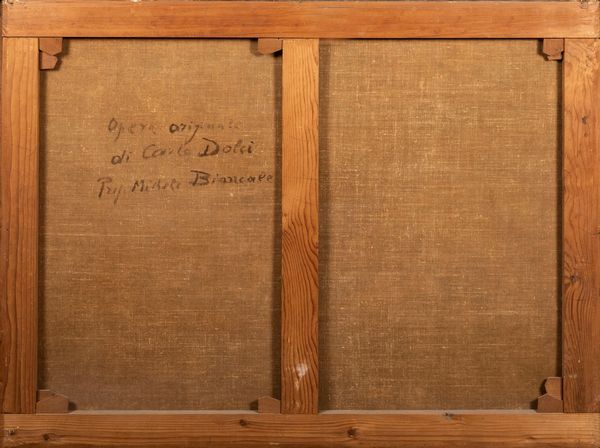 Opera originale
di Carlo Dolci
Prof. Michele Biancale